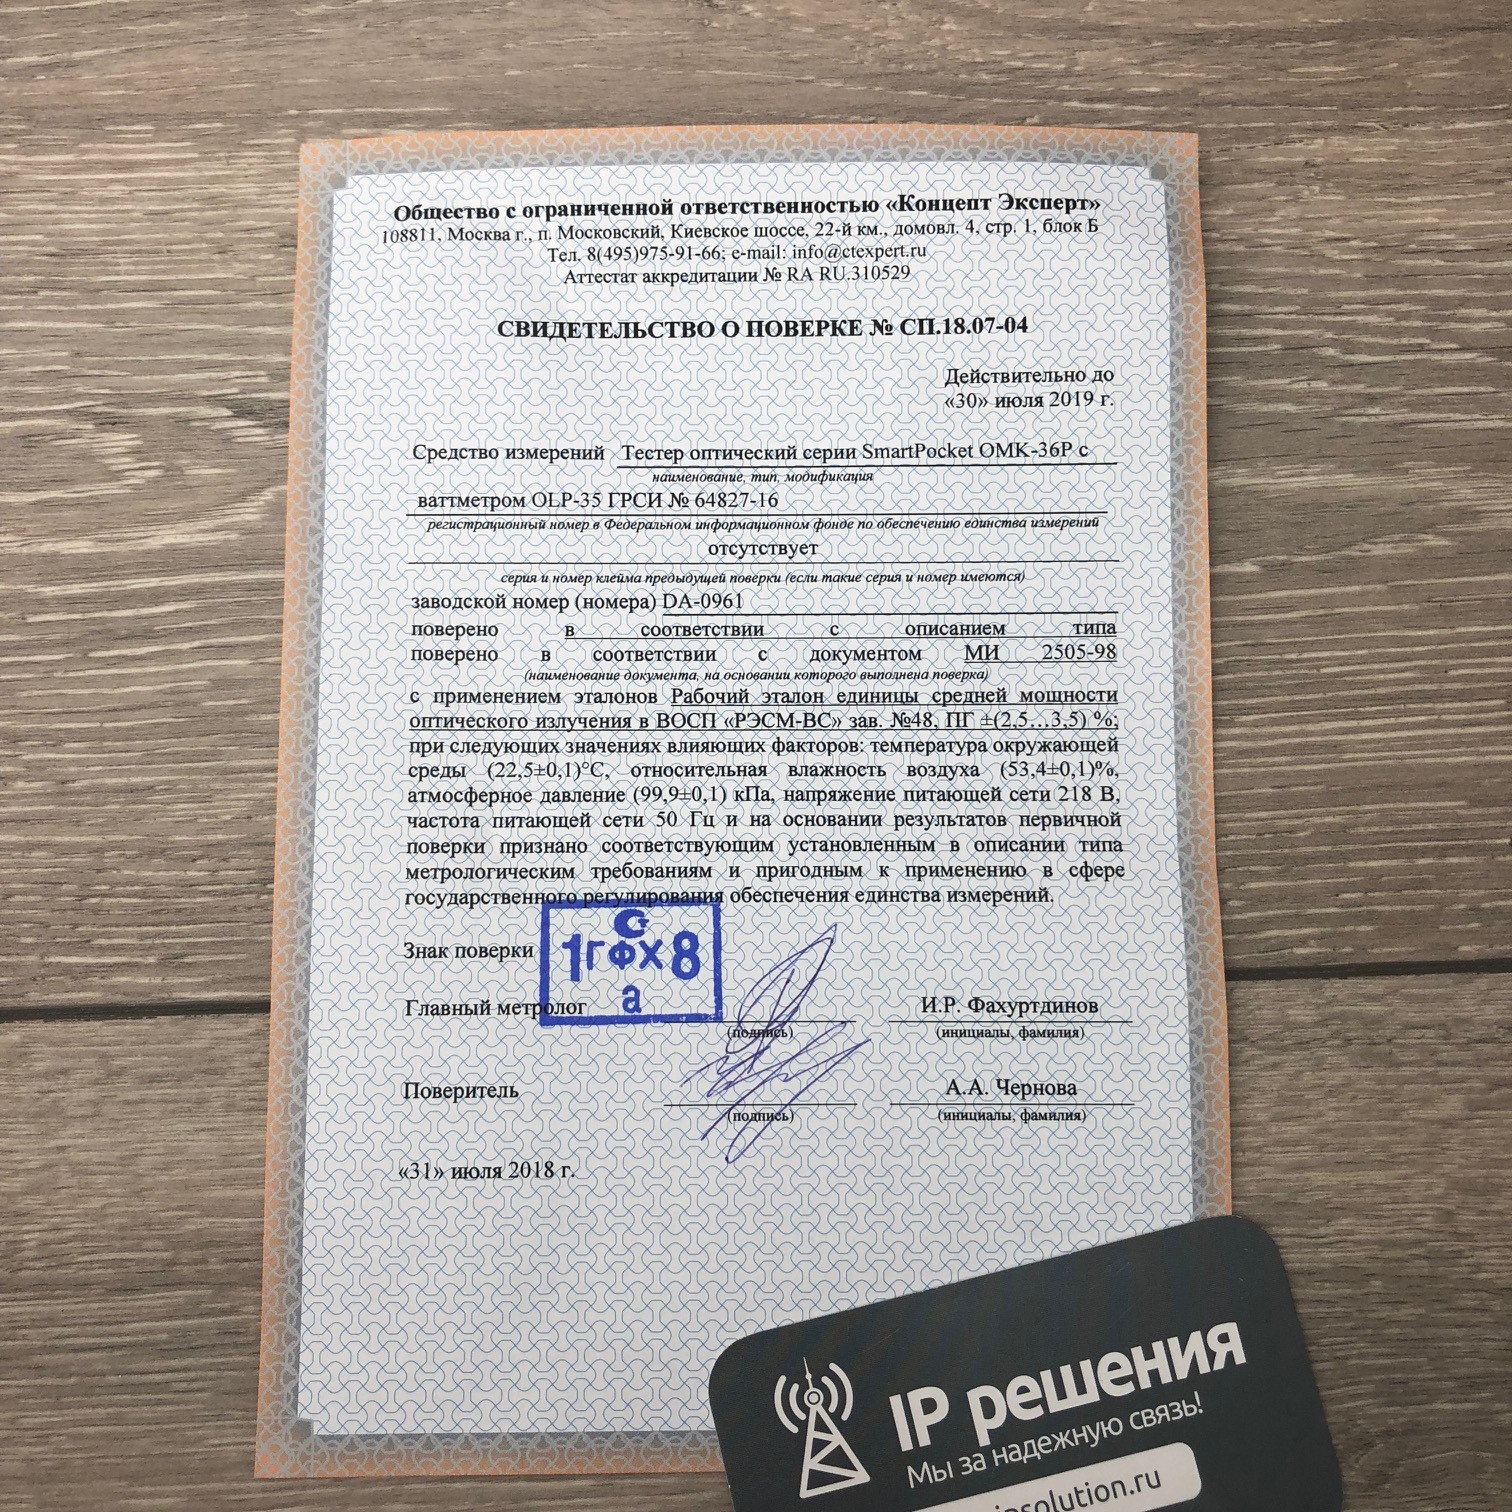 Общество с ограниченной ответственностью «Концепт Эксперт»
108811, Москва г., п. Московский, Киевское шоссе, 22-й км., домовл. 4, стр. 1, блок Б
Тел. 8(495)975-91-66; e-mail: info@ctexpert.ru
Аттестат аккредитации № RA RU.310529
СВИДЕТЕЛЬСТВО О ПОВЕРКЕ № СП.18.07-04
Действительно до
«30» июля 2019 г.
Средство измерений Тестер оптический серии SmartPocket OMK-36P с
наименование, тип, модификация
ваттметром OLP-35 ГРСИ № 64827-16
регистрационный номер в Федеральном информационном фонде по обеспечению единства измерений
отсутствует
серия и номер клейма предыдущей поверки (если такие серия и номер имеются)
заводской номер (номера) DA-0961
поверено в соответствии с описанием типа
поверено в соответствии с документом МИ 2505-98
(наименование документа, на основании которого выполнена поверка)
с применением эталонов Рабочий эталон единицы средней мощности
оптического излучения в ВОСП «РЭСМ-ВС» зав. №48, ПГ ±(2,5…3,5) %;
при следующих значениях влияющих факторов: температура окружающей
среды (22,5±0,1)°С, относительная влажность воздуха (53,4±0,1)%,
атмосферное давление (99,9±0,1) кПа, напряжение питающей сети 218 В,
частота питающей сети 50 Гц и на основании результатов первичной
поверки признано соответствующим установленным в описании типа
метрологическим требованиям и пригодным к применению в сфере
государственного регулирования обеспечения единства измерений.
Знак поверки
1ГФХ8
а
Главный метролог И.Р. Фахуртдинов
(подпись) (инициалы, фамилия)
Поверитель А.А. Чернова
(подпись) (инициалы, фамилия)
«31» июля 2018 г.
IP решения
Мы за надежную связь!
ipsolution.ru